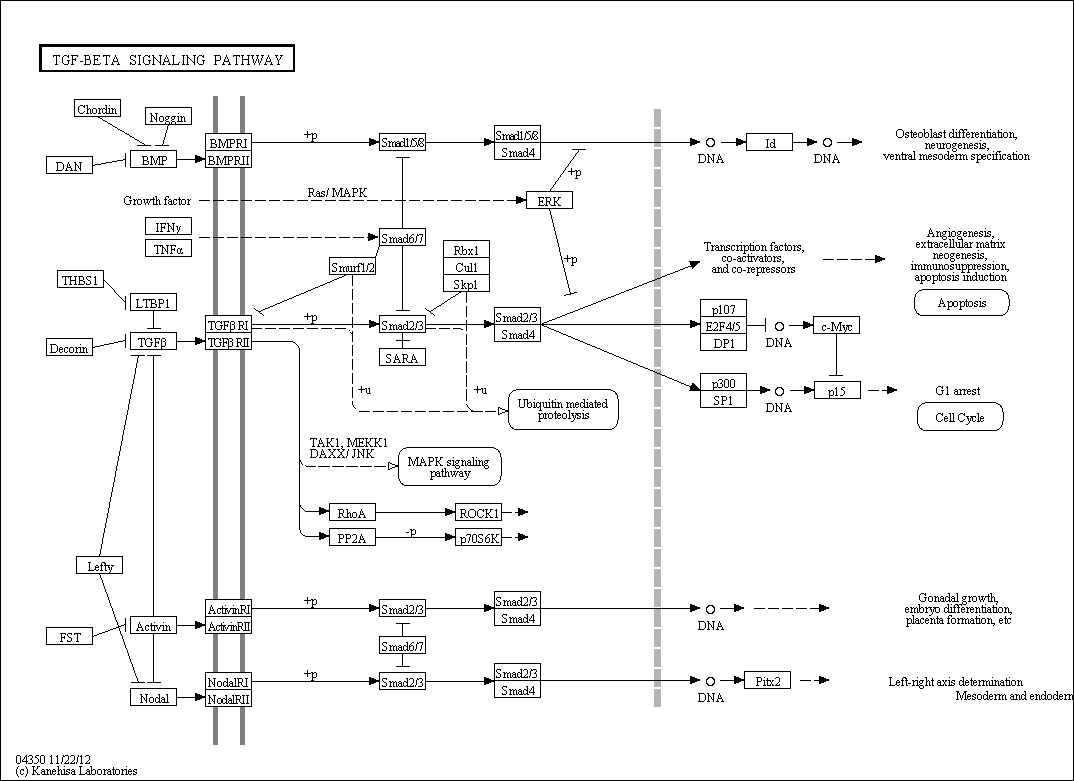 TGF-BETA SIGNALING PATHWAY
Chordin
Noggin
DAN
BMP
BMPRI
BMPRII
+p
Smad1/5/8
Smad1/5/8
Smad4
DNA
Id
DNA
Osteoblast differentiation,
neurogenesis,
ventral mesoderm specification
Growth factor
Ras/ MAPK
ERK
+p
+p
IFNγ
TNFα
Smad6/7
Smurf1/2
Rbx1
Cul1
Skp1
Transcription factors,
co-activators,
and co-repressors
Angiogenesis,
extracellular matrix
neogenesis,
immunosuppression,
apoptosis induction
Apoptosis
THBS1
LTBP1
Decorin
TGFβ
TGFβ RI
TGFβ RII
+p
Smad2/3
SARA
Smad2/3
Smad4
p107
E2F4/5
DP1
DNA
c-Myc
p300
SP1
DNA
p15
G1 arrest
Cell Cycle
+u
+u
Ubiquitin mediated
proteolysis
TAK1, MEKK1
DAXX/ JNK
MAPK signaling
pathway
RhoA
ROCK1
PP2A
-p
p70S6K
Lefty
FST
Activin
ActivinRI
ActivinRII
+p
Smad2/3
Smad2/3
Smad4
DNA
Gonadal growth,
embryo differentiation,
placenta formation, etc
Smad6/7
Nodal
NodalRI
NodalRII
+p
Smad2/3
Smad2/3
Smad4
DNA
Pitx2
Left-right axis determination
Mesoderm and endoderm
04350 11/22/12
(c) Kanehisa Laboratories